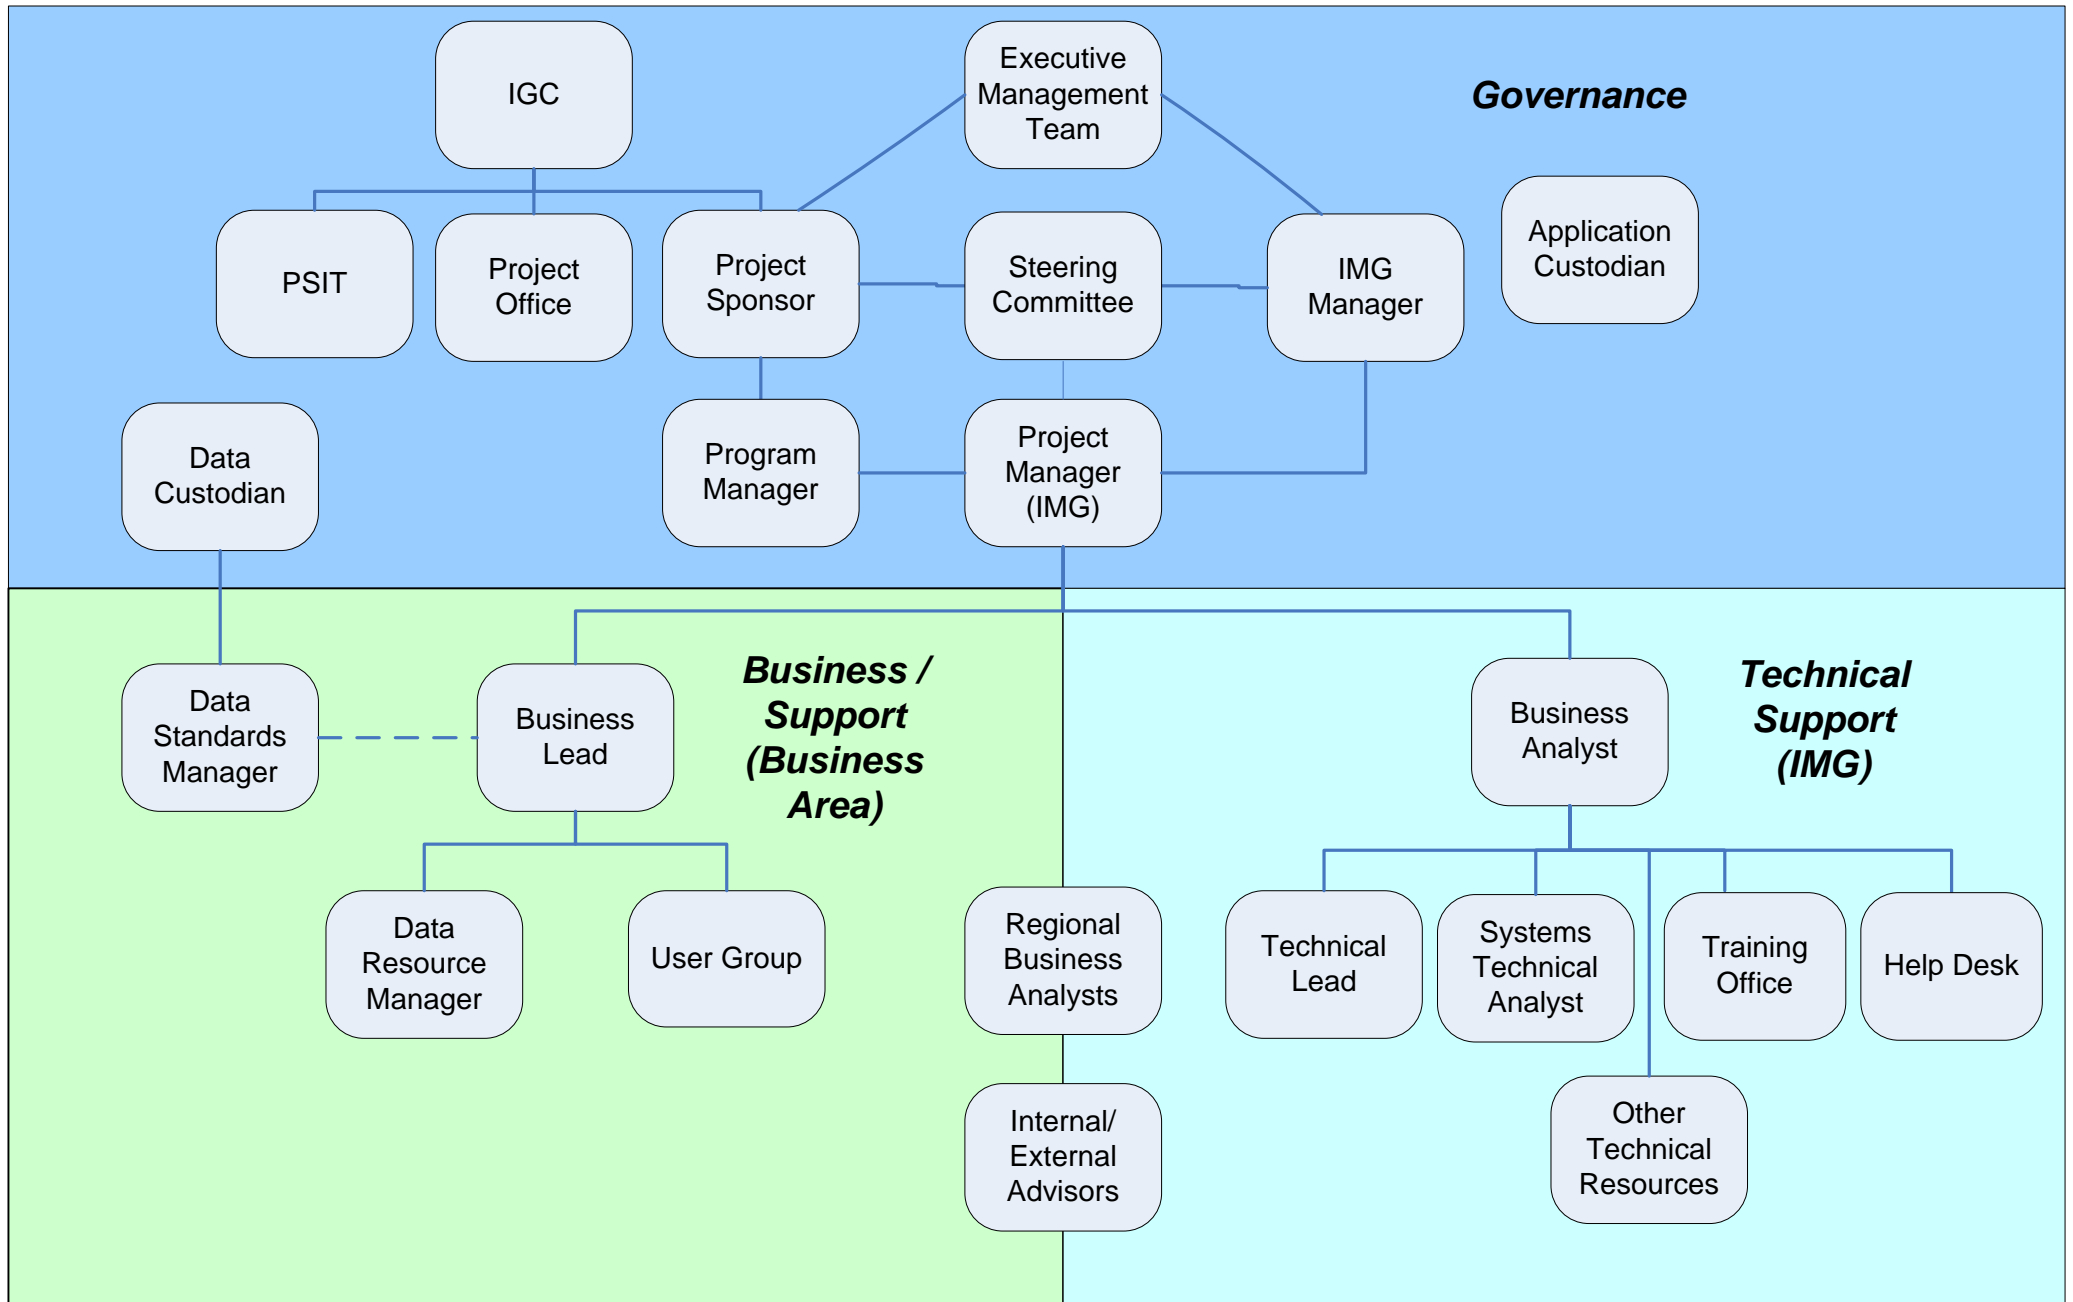 IGC
Executive
Management
Team
Governance
PSIT
Project
Office
Project
Sponsor
Steering
Committee
IMG
Manager
Application
Custodian
Data
Custodian
Program
Manager
Project
Manager
(IMG)
Data
Standards
Manager
Business
Lead
Business /
Support
(Business
Area)
Business
Analyst
Technical
Support
(IMG)
Data
Resource
Manager
User Group
Regional
Business
Analysts
Technical
Lead
Systems
Technical
Analyst
Training
Office
Help Desk
Internal/
External
Advisors
Other
Technical
Resources